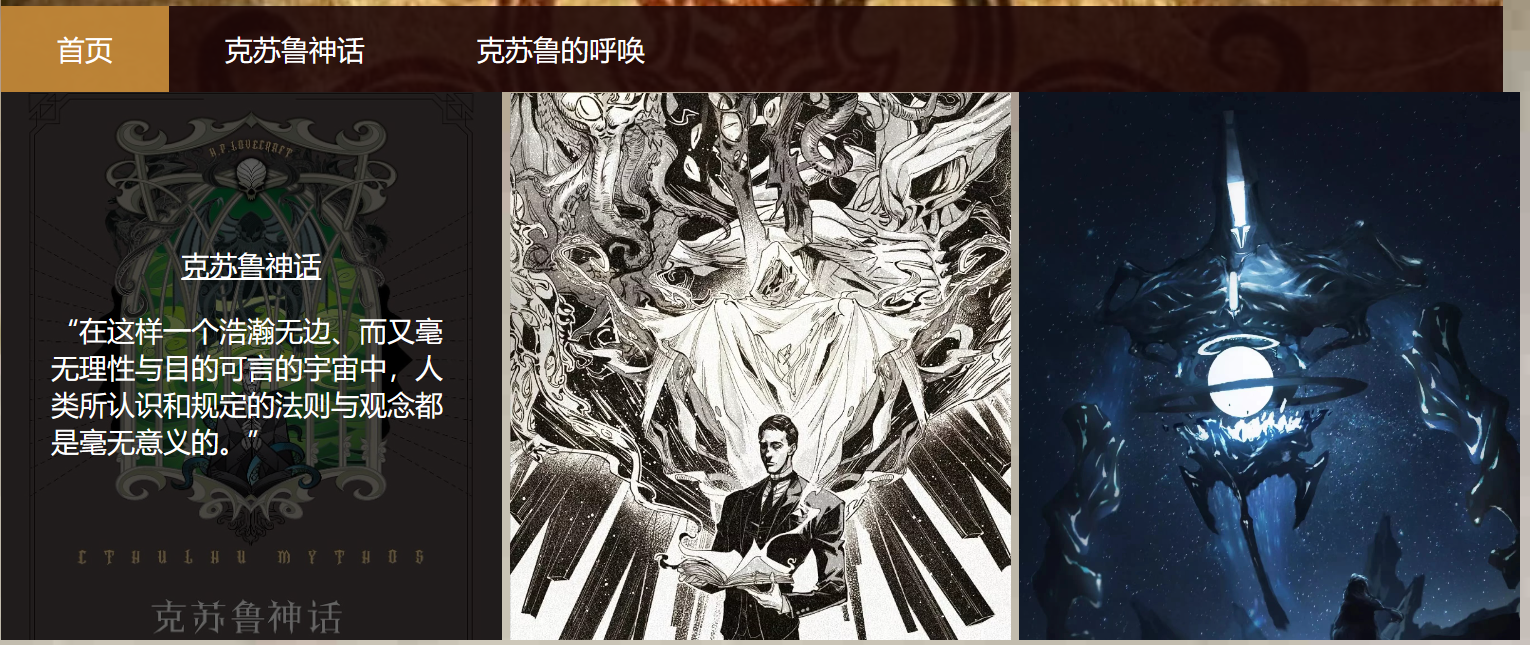 首页
克苏鲁神话
克苏鲁的呼唤
H.P. LOVECRAFT
克苏鲁神话
“在这样一个浩瀚无边、而又毫
无理性与目的可言的宇宙中，人
类所认识和规定的法则与观念都
是毫无意义的。”
CTHULHU MYTHOS
克苏鲁神话